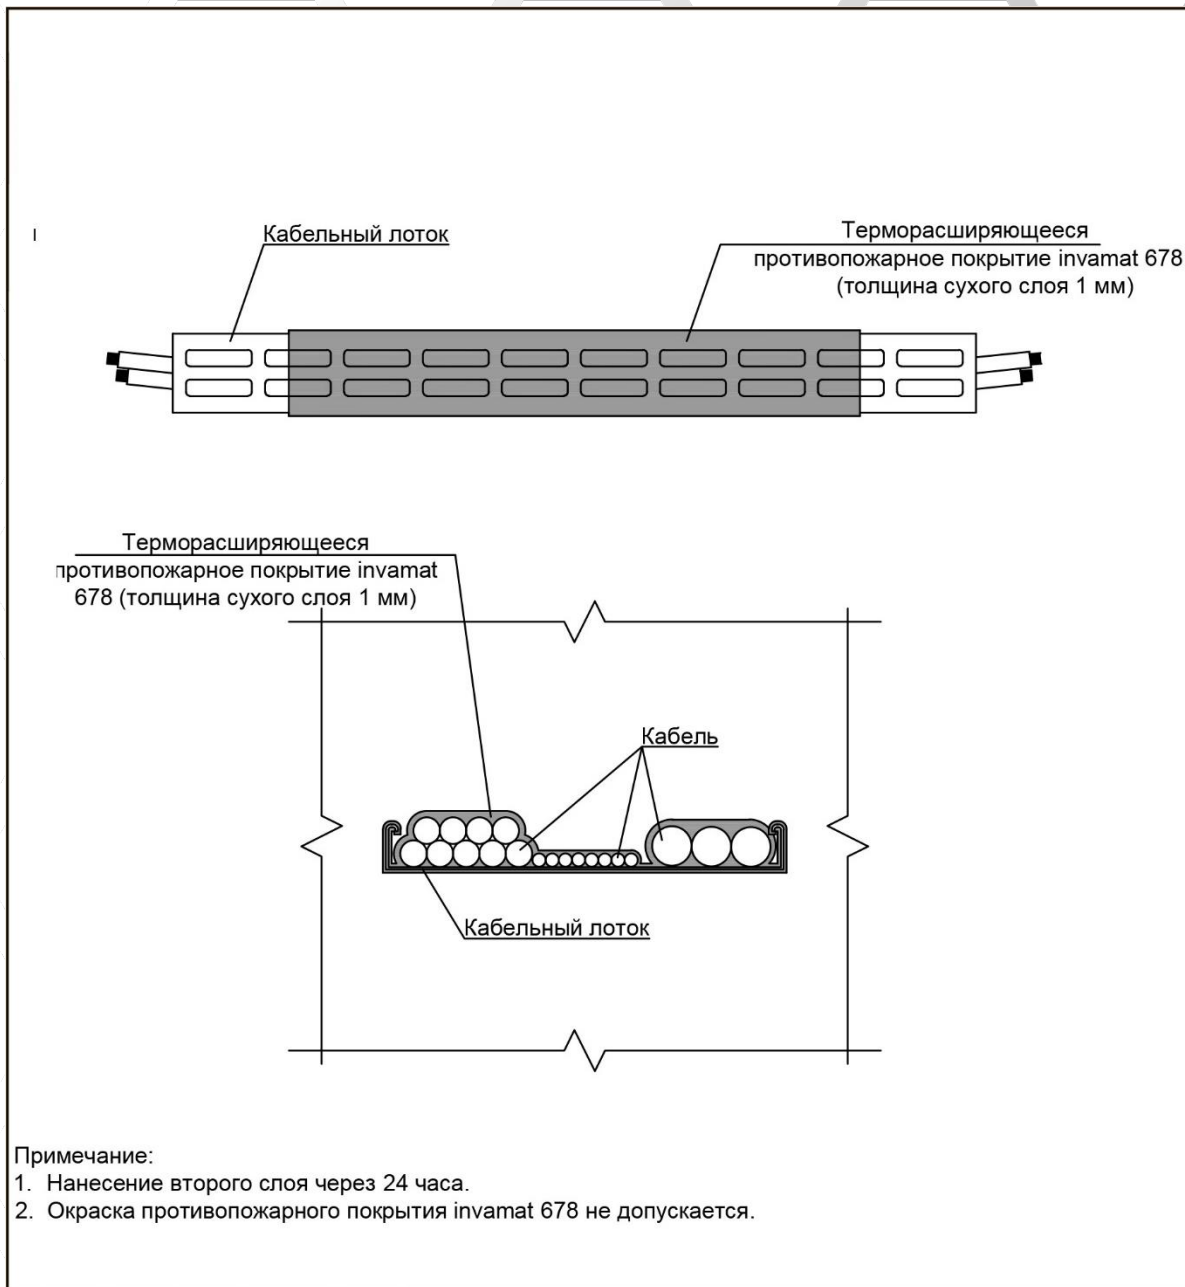 Кабельный лоток
Терморасширяющееся
противопожарное покрытие invamat 678
(толщина сухого слоя 1 мм)
Терморасширяющееся
противопожарное покрытие invamat
678 (толщина сухого слоя 1 мм)
Кабель
Кабельный лоток
Примечание:
1. Нанесение второго слоя через 24 часа.
2. Окраска противопожарного покрытия invamat 678 не допускается.